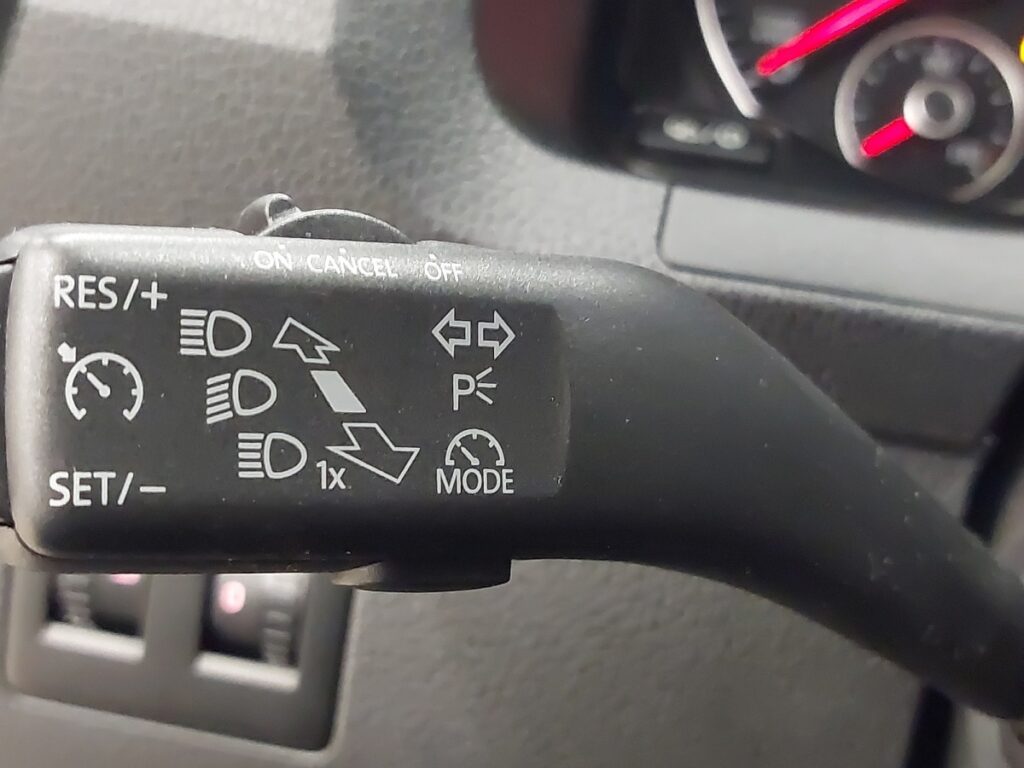 ON CANCEL OFF
RES/+
P
1x
SET/−
MODE